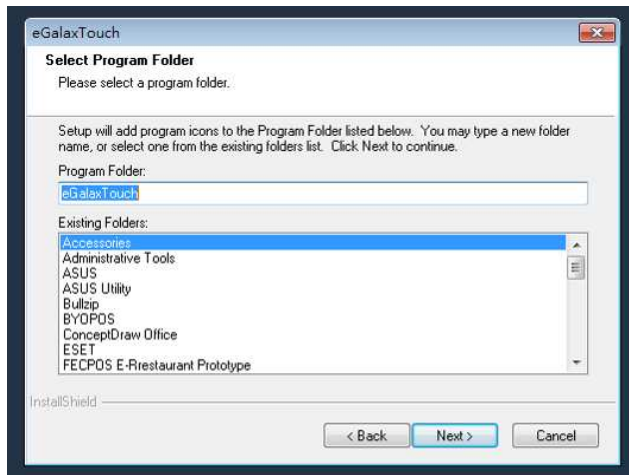 eGalaxTouch
Select Program Folder
Please select a program folder.
Setup will add program icons to the Program Folder listed below. You may type a new folder
name, or select one from the existing folders list. Click Next to continue.
Program Folder:
eGalaxTouch
Existing Folders:
Accessories
Administrative Tools
ASUS
ASUS Utility
Bullzip
BYOPOS
ConceptDraw Office
ESET
FECPOS E-Rrestaurant Prototype
InstallShield
< Back Next > Cancel